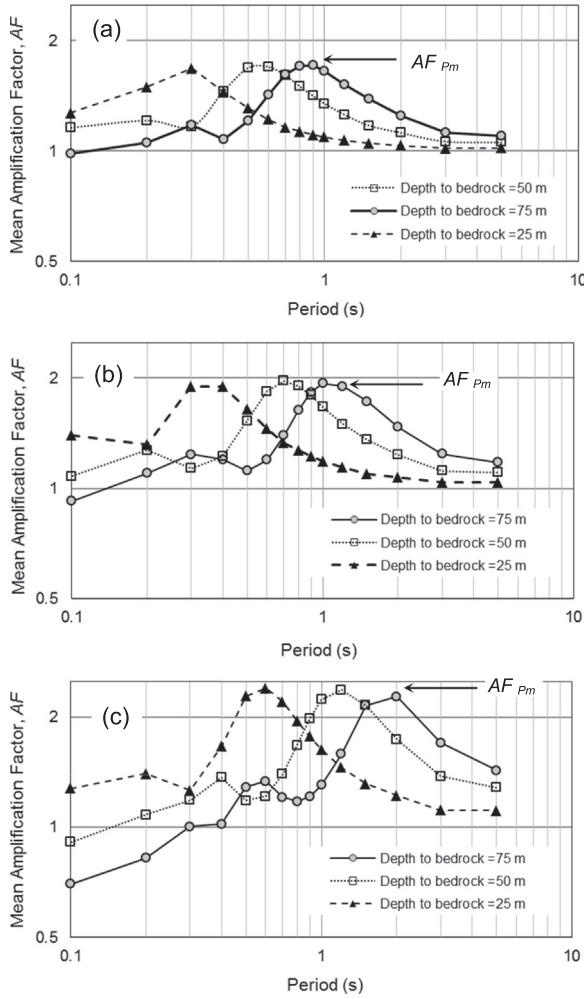 (a)
AF Pm
Mean Amplification Factor, AF
2
1
0.5
Depth to bedrock =50 m
Depth to bedrock =75 m
Depth to bedrock =25 m
0.1
1
10
Period (s)
(b)
AF Pm
Mean Amplification Factor, AF
2
1
0.5
Depth to bedrock =75 m
Depth to bedrock =50 m
Depth to bedrock =25 m
0.1
1
10
Period (s)
(c)
AF Pm
Mean Amplification Factor, AF
2
1
0.5
Depth to bedrock =75 m
Depth to bedrock =50 m
Depth to bedrock =25 m
0.1
1
10
Period (s)